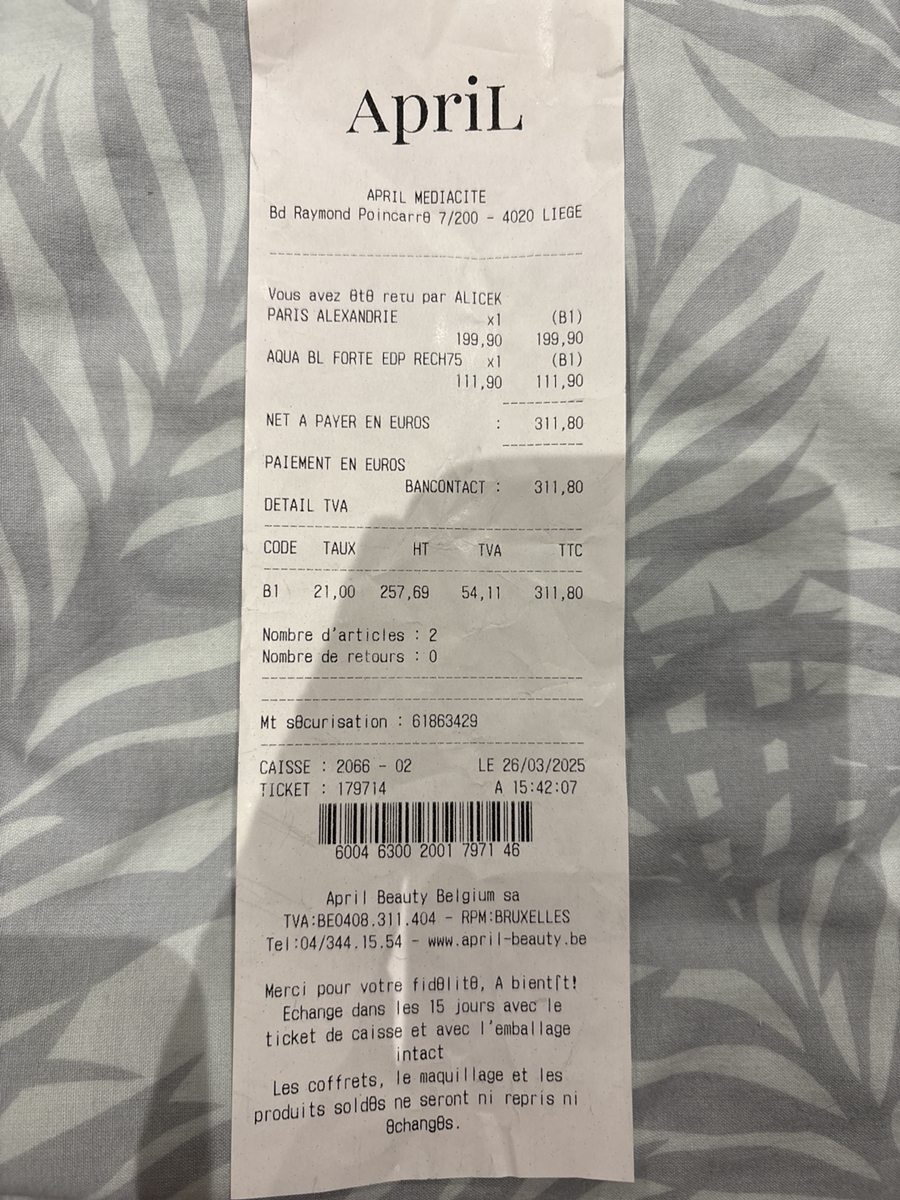 ApriL
APRIL MEDIACITE
Bd Raymond Poincarrθ 7/200 - 4020 LIEGE
Vous avez θtθ retu par ALICEK
PARIS ALEXANDRIE x1 (B1)
199,90 199,90
AQUA BL FORTE EDP RECH75 x1 (B1)
111,90 111,90
NET A PAYER EN EUROS : 311,80
PAIEMENT EN EUROS
BANCONTACT : 311,80
DETAIL TVA
CODE TAUX HT TVA TTC
B1 21,00 257,69 54,11 311,80
Nombre d'articles : 2
Nombre de retours : 0
Mt sθcurisation : 61863429
CAISSE : 2066 - 02 LE 26/03/2025
TICKET : 179714 A 15:42:07
6004 6300 2001 7971 46
April Beauty Belgium sa
TVA:BE0408.311.404 - RPM:BRUXELLES
Tel:04/344.15.54 - www.april-beauty.be
Merci pour votre fidθlitθ, A bient⌠t!
Echange dans les 15 jours avec le
ticket de caisse et avec l'emballage
intact
Les coffrets, le maquillage et les
produits soldθs ne seront ni repris ni
θchangθs.